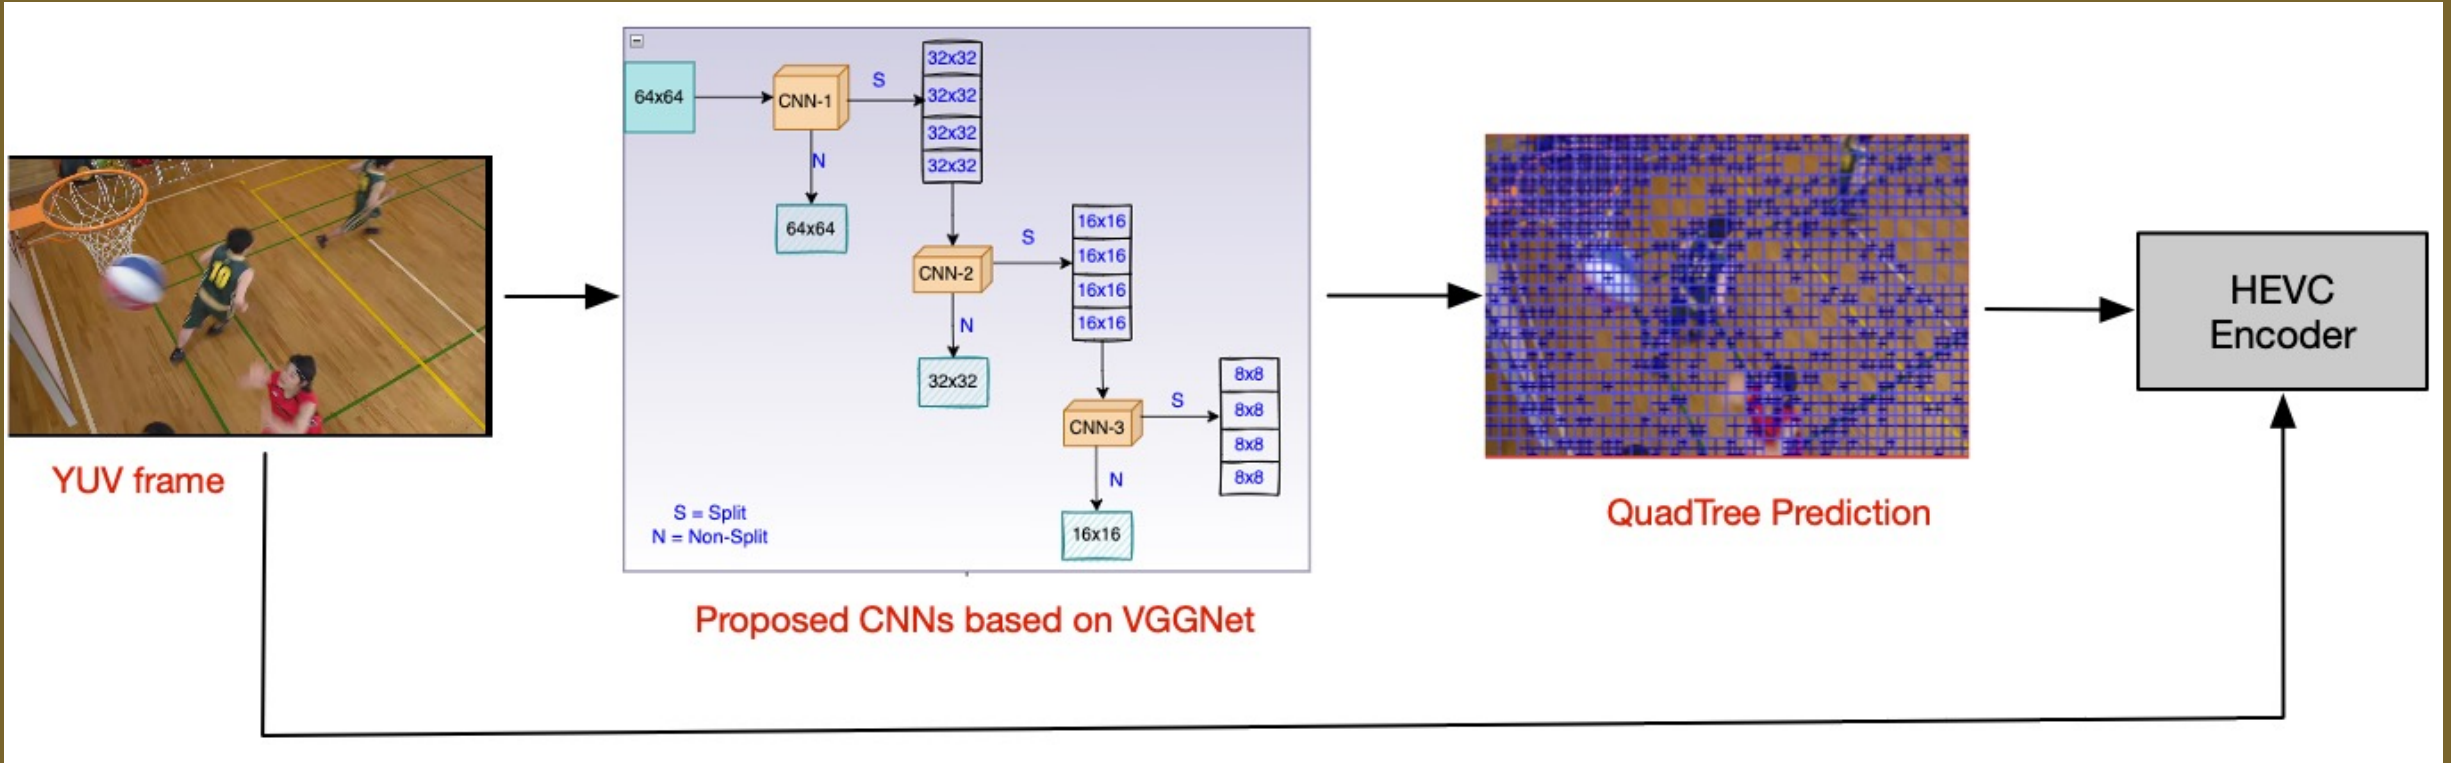 64x64
CNN-1
S
32x32
32x32
32x32
32x32
N
64x64
CNN-2
S
16x16
16x16
16x16
16x16
N
32x32
CNN-3
S
8x8
8x8
8x8
8x8
N
16x16
S = Split
N = Non-Split
10
YUV frame
Proposed CNNs based on VGGNet
QuadTree Prediction
HEVC
Encoder